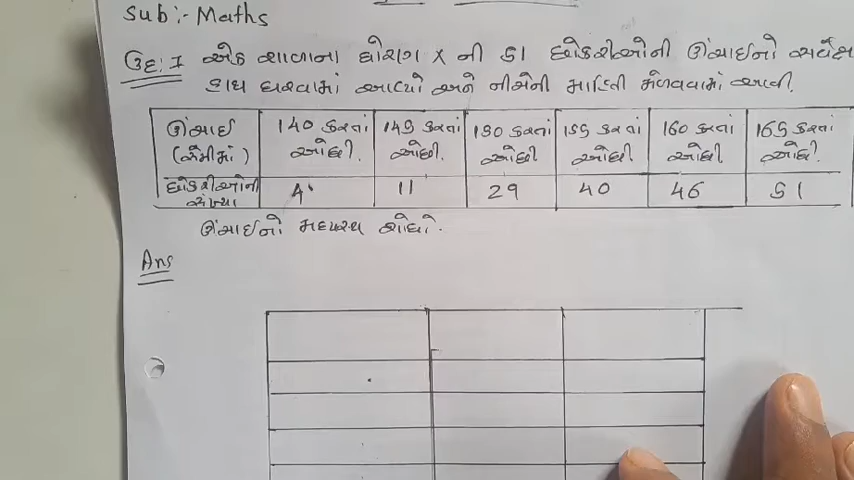 Sub:- Maths
ઉદા: 7 એક શાળાના ધોરણ X ની 51 છોકરીઓની ઊંચાઈનો સર્વેક્ષ
હાથ ધરવામાં આવ્યો અને નીચેની માહિતી મેળવવામાં આવી.
ઊંચાઈ (સેમીમાં) 140 કરતાં ઓછી. 145 કરતાં ઓછી. 150 કરતાં ઓછી 155 કરતાં ઓછી 160 કરતાં ઓછી 165 કરતાં ઓછી.
છોકરીઓની સંખ્યા 4 11 29 40 46 51
ઊંચાઈનો મધ્યસ્થ શોધો.
Ans